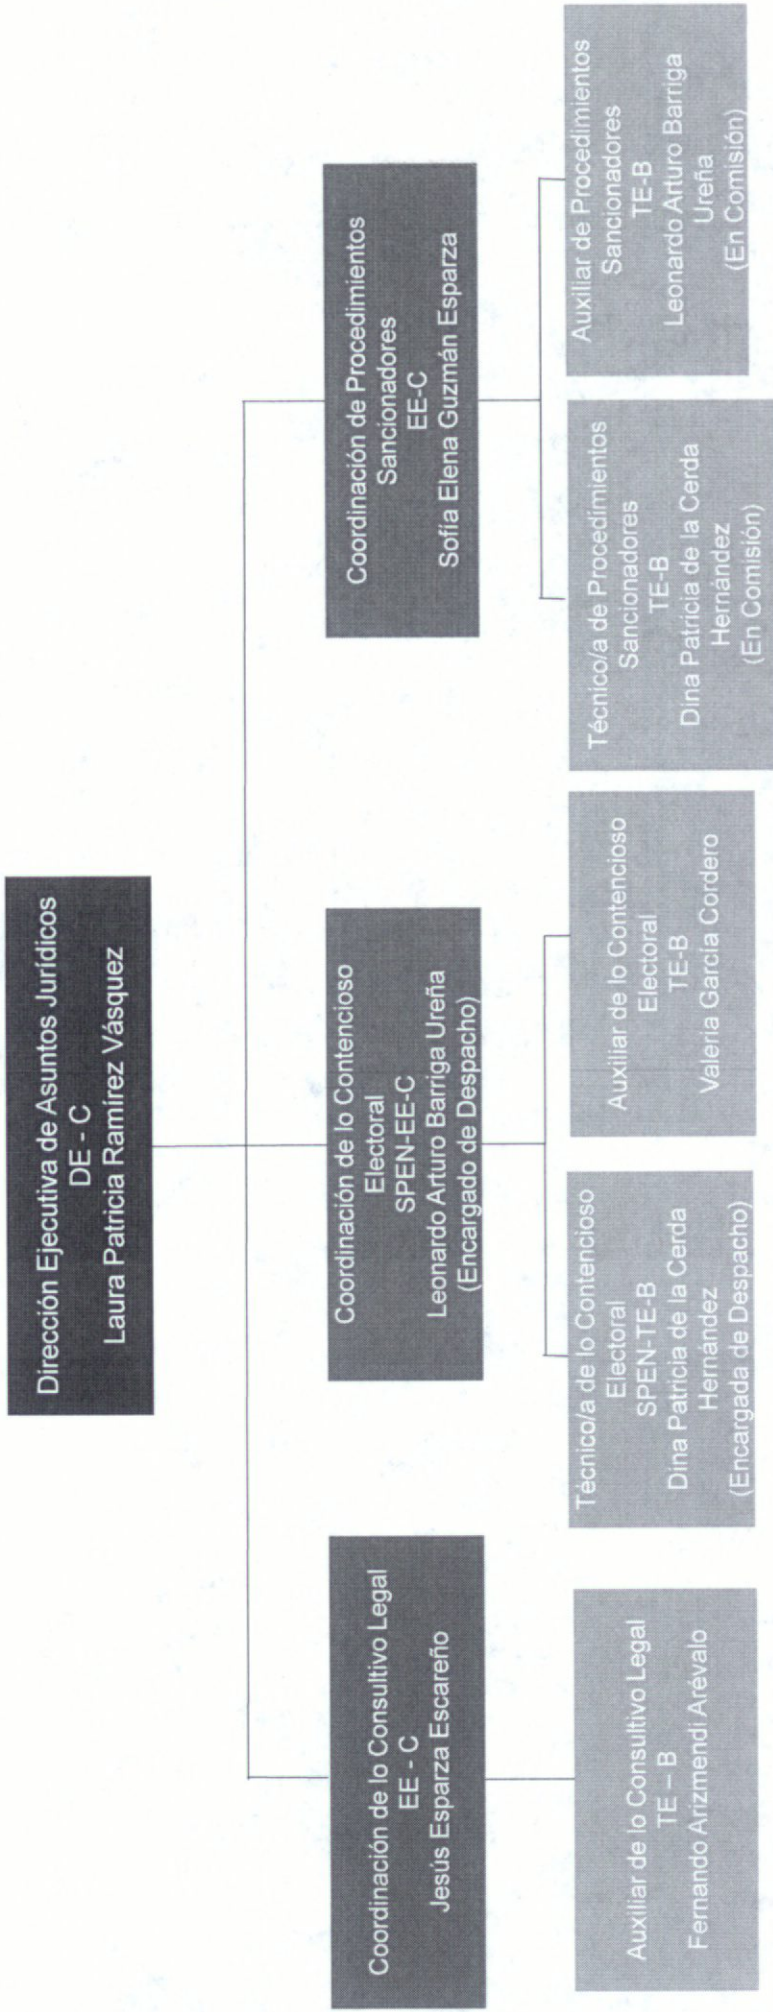 Dirección Ejecutiva de Asuntos Jurídicos
DE - C
Laura Patricia Ramírez Vásquez
Coordinación de lo Consultivo Legal
EE - C
Jesús Esparza Escareño
Coordinación de lo Contencioso
Electoral
SPEN-EE-C
Leonardo Arturo Barriga Ureña
(Encargado de Despacho)
Coordinación de Procedimientos
Sancionadores
EE-C
Sofía Elena Guzmán Esparza
Auxiliar de lo Consultivo Legal
TE – B
Fernando Arizmendi Arévalo
Técnico/a de lo Contencioso
Electoral
SPEN-TE-B
Dina Patricia de la Cerda
Hernández
(Encargada de Despacho)
Auxiliar de lo Contencioso
Electoral
TE-B
Valeria García Cordero
Técnico/a de Procedimientos
Sancionadores
TE-B
Dina Patricia de la Cerda
Hernández
(En Comisión)
Auxiliar de Procedimientos
Sancionadores
TE-B
Leonardo Arturo Barriga
Ureña
(En Comisión)